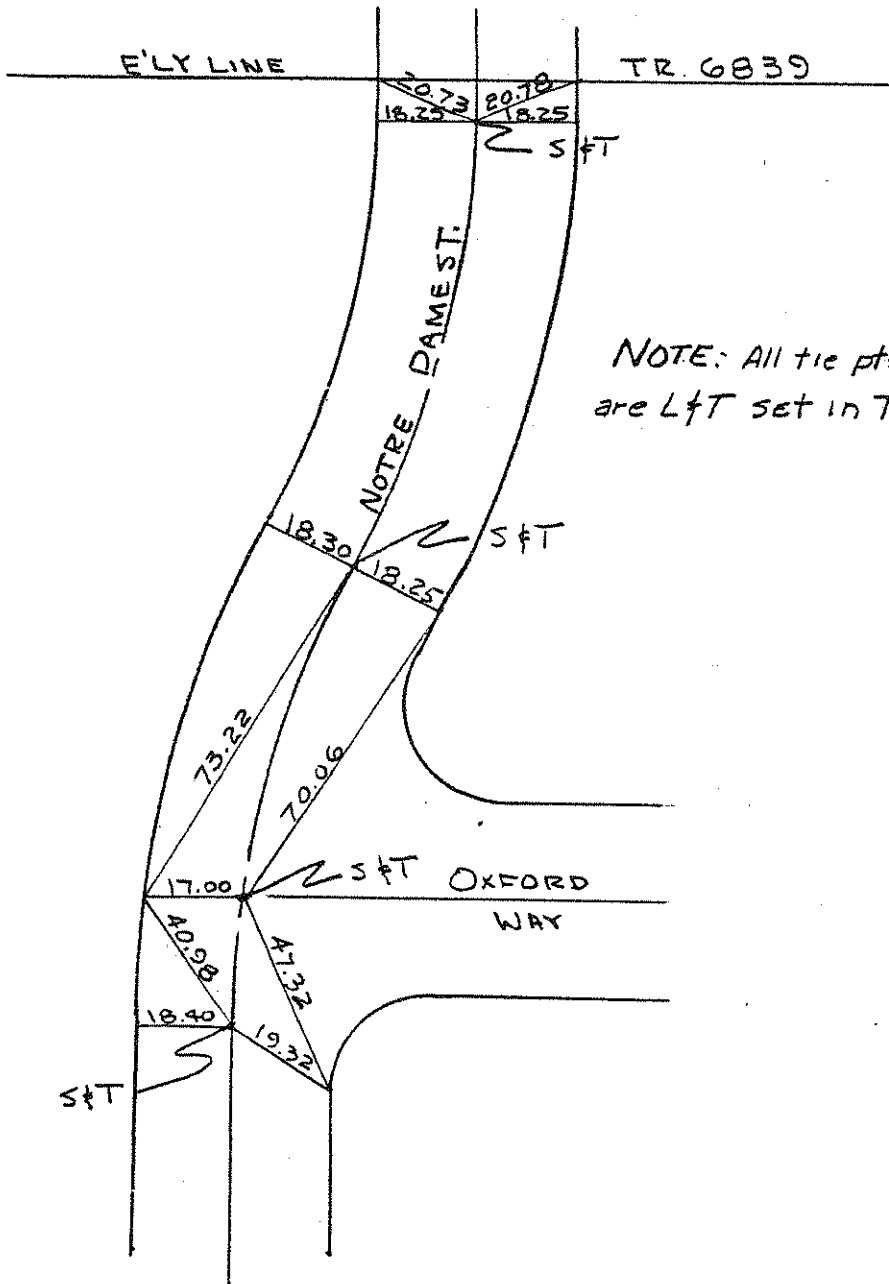 E'LY LINE
TR. 6839
20.73
20.78
18.25
18.25
S&T
NOTRE DAME ST.
NOTE: All tie
are L&T set in
18.30
S&T
18.25
73.22
70.06
S&T
17.00
OXFORD
WAY
40.98
47.32
18.40
19.32
S&T